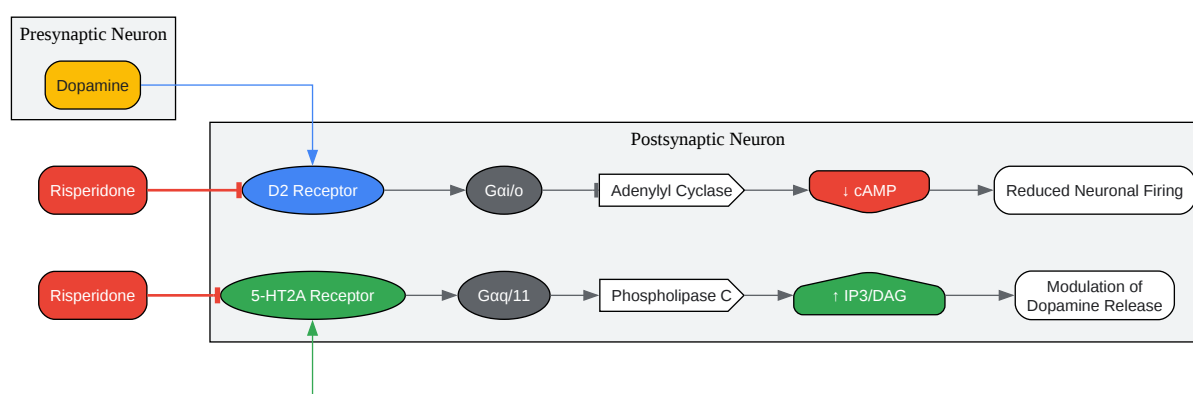 Presynaptic Neuron
Dopamine
Postsynaptic Neuron
Risperidone
D2 Receptor
Gαi/o
Adenylyl Cyclase
↓ cAMP
Reduced Neuronal Firing
Risperidone
5-HT2A Receptor
Gαq/11
Phospholipase C
↑ IP3/DAG
Modulation of
Dopamine Release